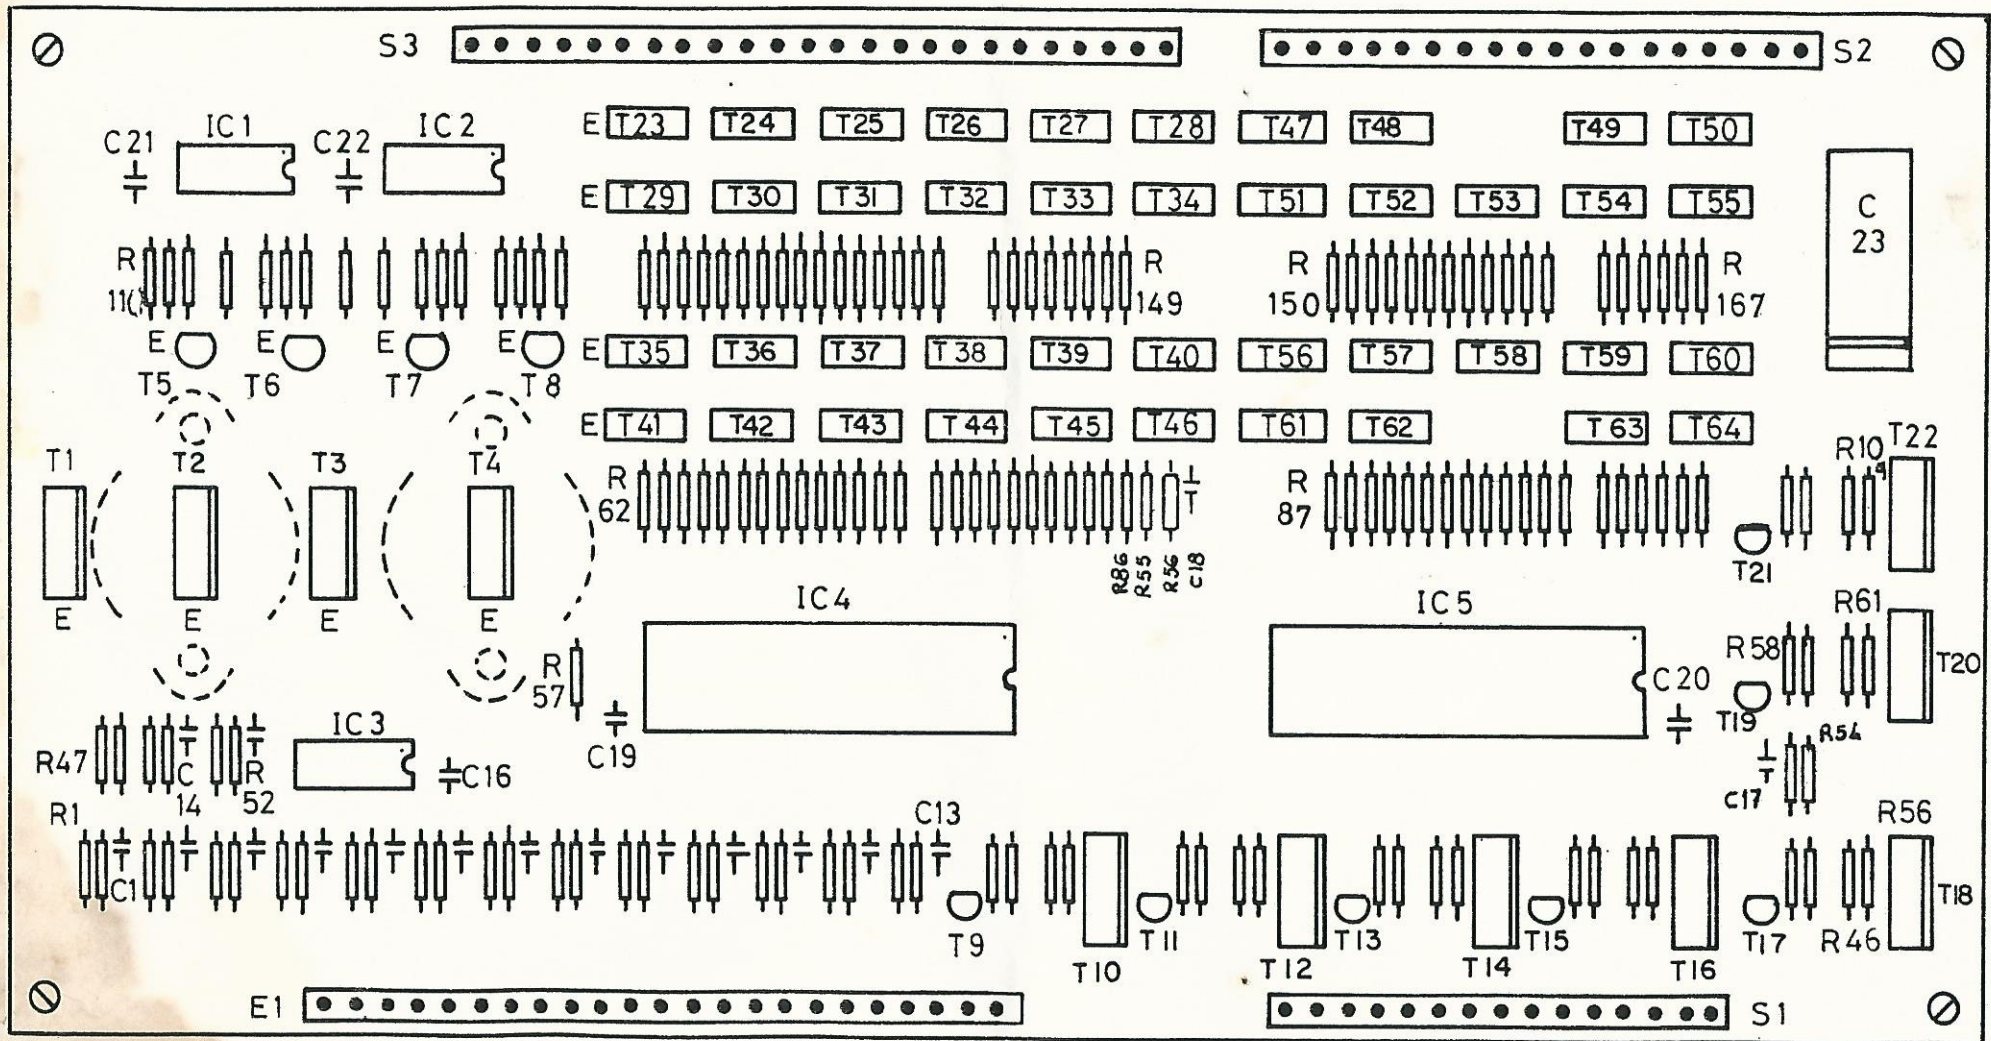 S3 S2
C21 IC1 C22 IC2
E T23 T24 T25 T26 T27 T28 T47 T48 T49 T50
E T29 T30 T31 T32 T33 T34 T51 T52 T53 T54 T55
C
23
R R R R
149 150 167
E E E E
E T35 T36 T37 T38 T39 T40 T56 T57 T58 T59 T60
T5 T6 T7 T8
E T41 T42 T43 T44 T45 T46 T61 T62 T63 T64
T1 T2 T3 T4
R R R109 T22
62 87
R86 R55 R56 C18
T21
E E E E
IC4 IC5
R61
R58 T20
R
57
C20
T19
R54
R47 C
14
R
52
IC3 C16 C19
C17
R1 C13 R56
C1 T18
T9 T11 T13 T15 T17 R46
T10 T12 T14 T16
E1 S1